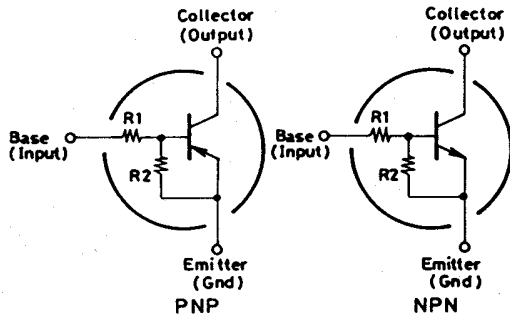 Collector
(Output)
R1
Base
(Input)
R2
Emitter
(Gnd)
PNP
Collector
(Output)
R1
Base
(Input)
R2
Emitter
(Gnd)
NPN